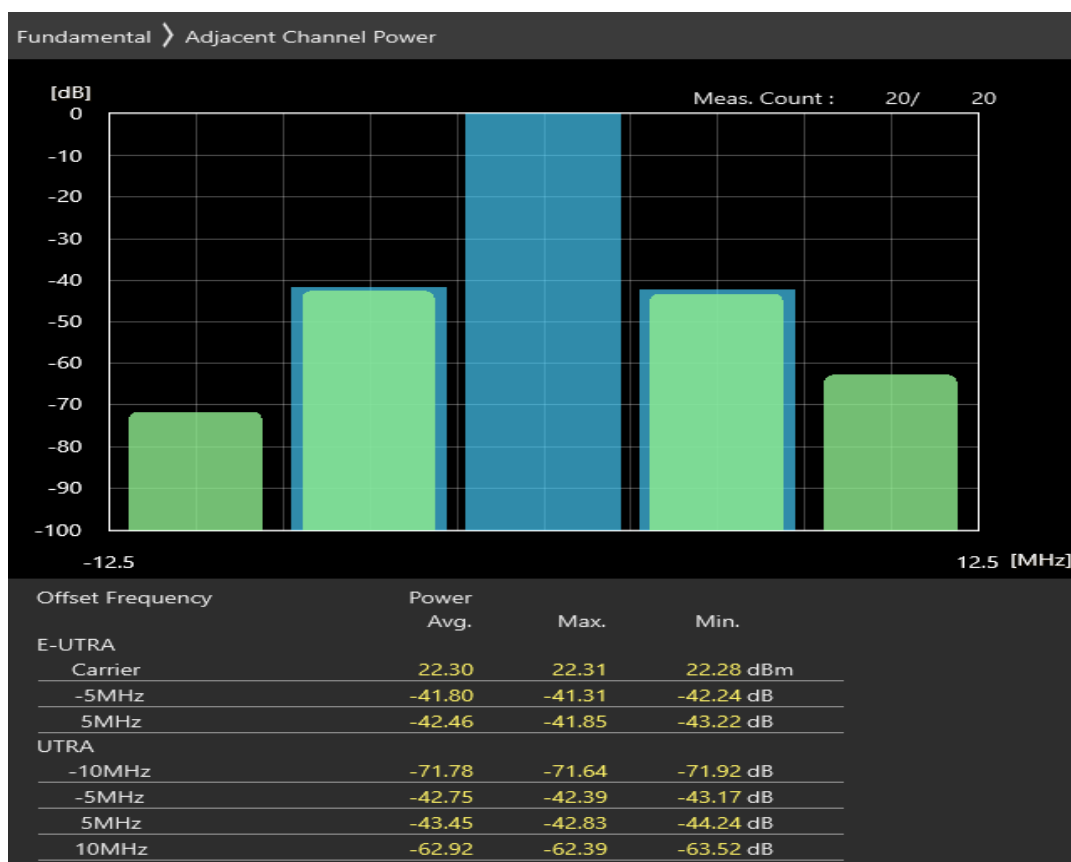 Fundamental ❯ Adjacent Channel Power
[dB]
Meas. Count : 20/ 20
0
-10
-20
-30
-40
-50
-60
-70
-80
-90
-100
-12.5 12.5 [MHz]
Offset Frequency Power
Avg. Max. Min.
E-UTRA
Carrier 22.30 22.31 22.28 dBm
-5MHz -41.80 -41.31 -42.24 dB
5MHz -42.46 -41.85 -43.22 dB
UTRA
-10MHz -71.78 -71.64 -71.92 dB
-5MHz -42.75 -42.39 -43.17 dB
5MHz -43.45 -42.83 -44.24 dB
10MHz -62.92 -62.39 -63.52 dB